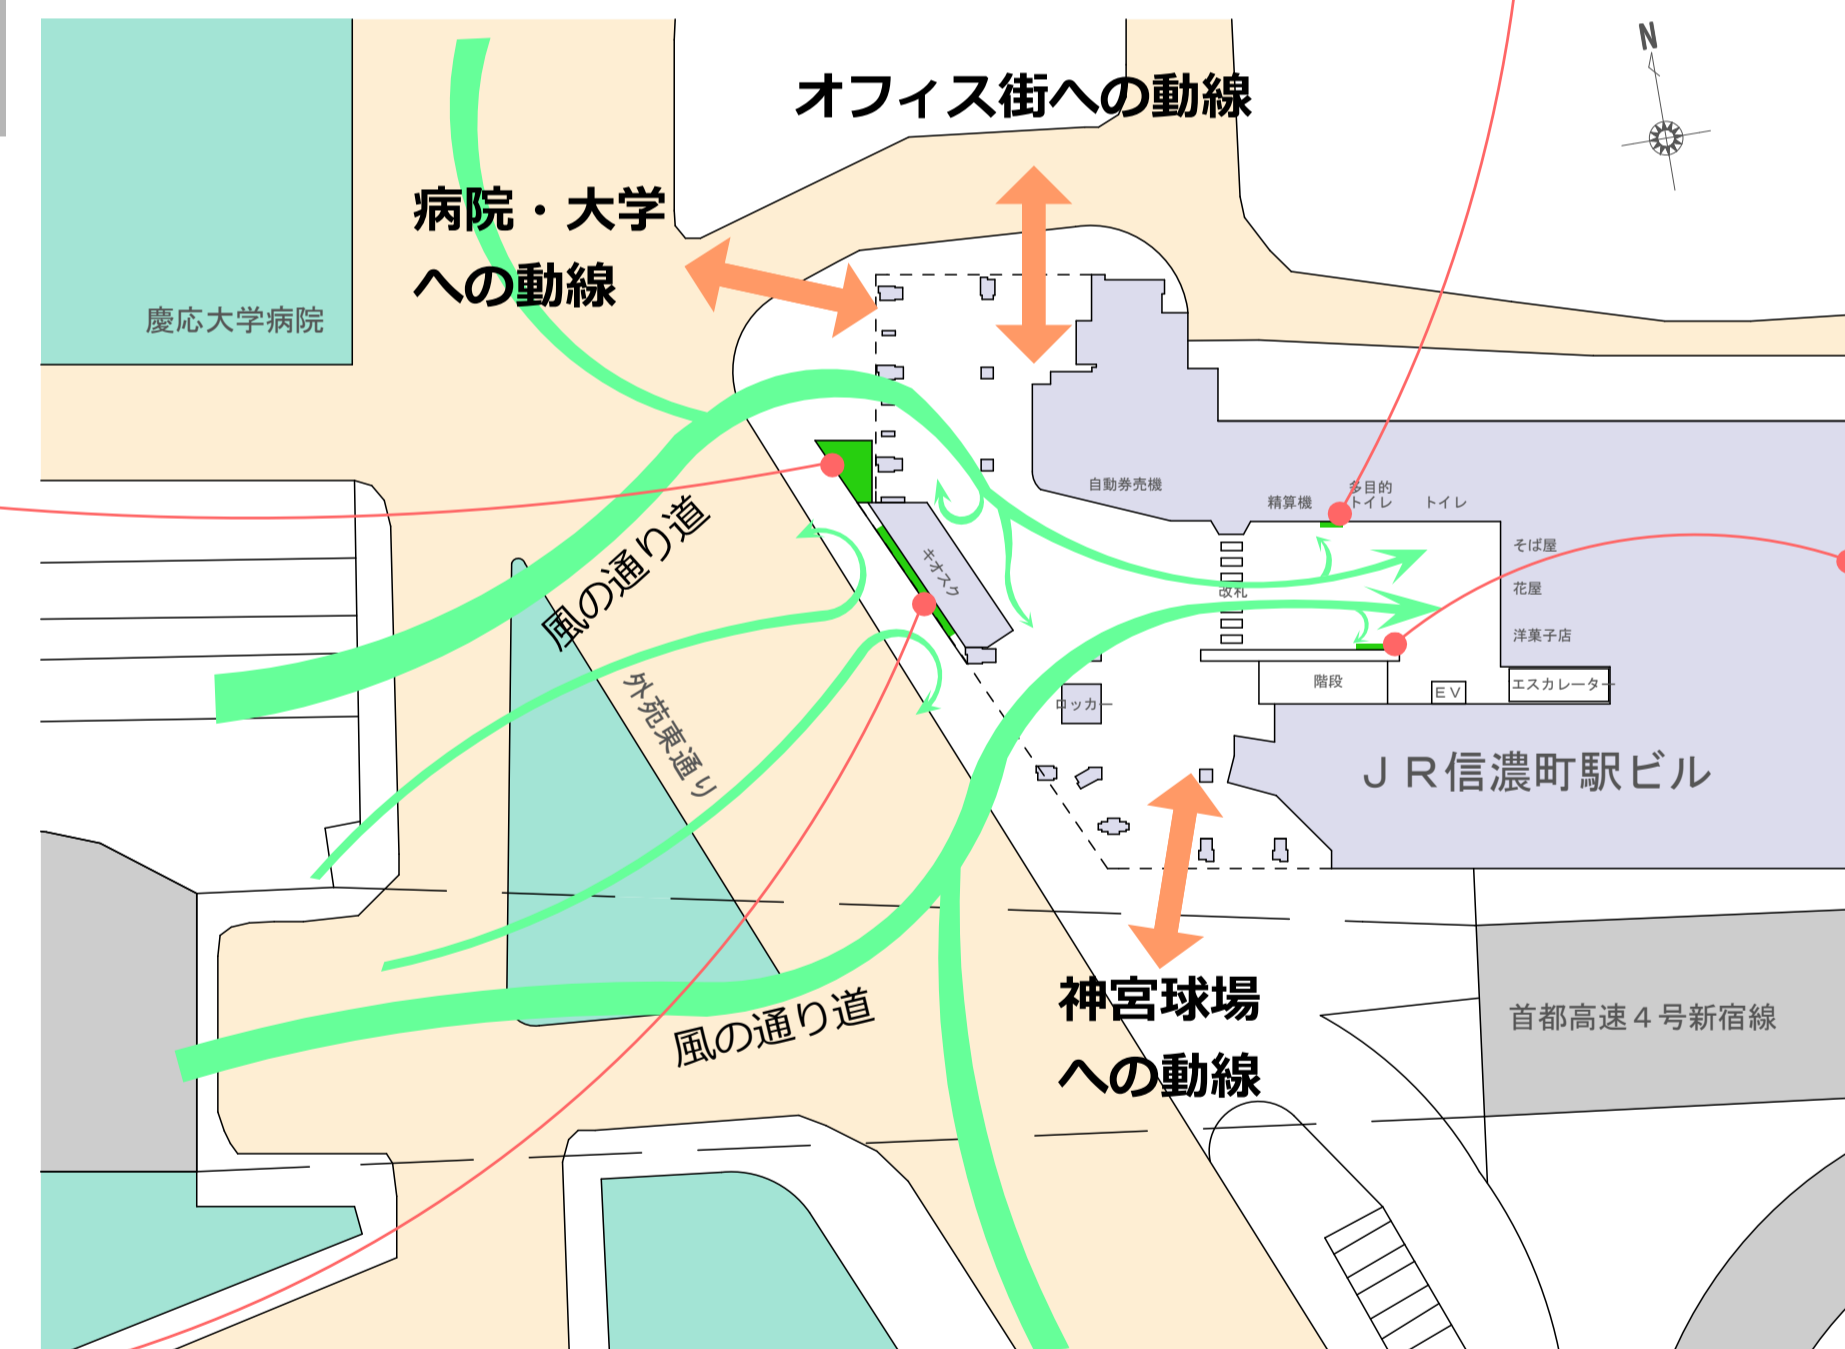 N
オフィス街への動線
病院・大学
への動線
慶応大学病院
自動券売機
精算機
多目的
トイレ
トイレ
そば屋
花屋
洋菓子店
改札
キオスク
風の通り道
外苑東通り
ロッカー
階段
EV
エスカレーター
JR信濃町駅ビル
風の通り道
神宮球場
への動線
首都高速4号新宿線